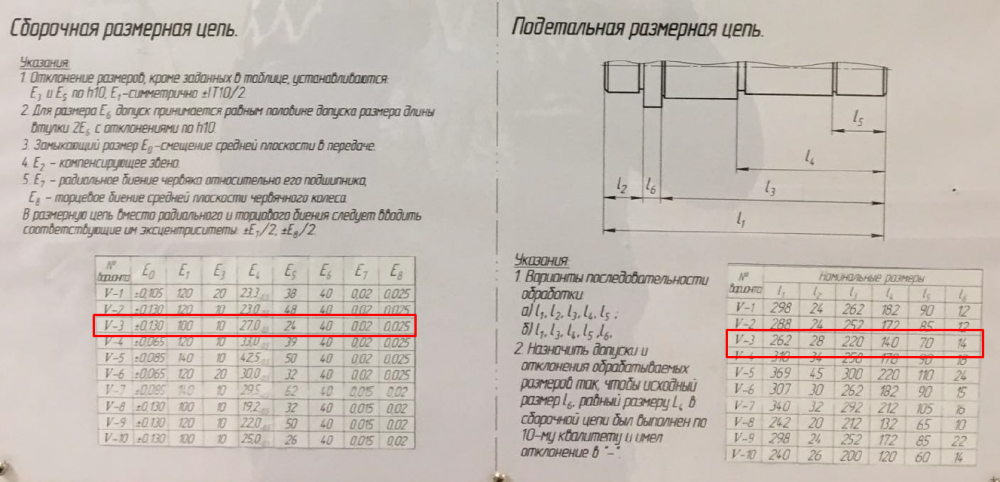 Сборочная размерная цепь.
Указания:
1. Отклонение размеров, кроме заданных в таблице, устанавливаются:
E3 и E5 по h10, E1 -симметрично ±IT10/2.
2. Для размера E6 допуск принимается равным половине допуска размера длины
втулки 2E6 с отклонениями по h10.
3. Замыкающий размер E0 -смещение средней плоскости в передаче.
4. E2 - компенсирующее звено.
5. E7 - радиальное биение червяка относительно его подшипника,
E8 - торцевое биение средней плоскости червячного колеса.
В размерную цепь вместо радиального и торцового биения следует вводить
соответствующие им эксцентриситеты: ±E7/2, ±E8/2.
№ варианта E0 E1 E3 E4 E5 E6 E7 E8
V-1 ±0,105 120 20 23,3 38 40 0,02 0,025
V-2 ±0,130 120 10 23,0 48 40 0,02 0,025
V-3 ±0,130 100 10 27,0 24 40 0,02 0,025
V-4 ±0,065 120 10 33,0 39 40 0,02 0,025
V-5 ±0,085 140 10 42,5 50 40 0,02 0,025
V-6 ±0,065 120 20 30,0 32 40 0,02 0,025
V-7 ±0,085 140 10 29,5 62 40 0,015 0,02
V-8 ±0,130 100 10 19,2 32 40 0,015 0,02
V-9 ±0,130 120 10 22,0 50 40 0,015 0,02
V-10 ±0,130 100 10 25,0 26 40 0,015 0,02
Подетальная размерная цепь.
l5
l4
l2 l6 l3
l1
Указания:
1. Варианты последовательности
обработки:
а) l1, l2, l3, l4, l5 ;
б) l1, l3, l4, l5 ,l6.
2. Назначить допуски и
отклонения обрабатываемых
размеров так, чтобы исходный
размер l6, равный размеру L4 в
сборочной цепи был выполнен по
10-му квалитету и имел
отклонение в "-".
№ варианта Номинальные размеры
l1 l2 l3 l4 l5 l6
V-1 298 24 262 182 90 12
V-2 288 24 252 172 85 12
V-3 262 28 220 140 70 14
V-4 310 34 250 170 90 18
V-5 369 45 300 220 110 24
V-6 307 30 262 182 90 15
V-7 340 32 292 212 105 16
V-8 242 20 212 132 65 10
V-9 298 24 252 172 85 22
V-10 240 26 200 120 60 14